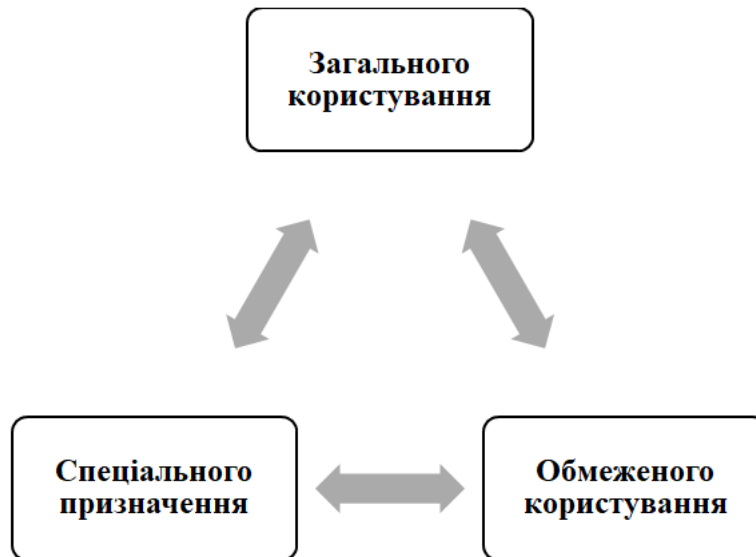 Загального
користування
Спеціального
призначення
Обмеженого
користування